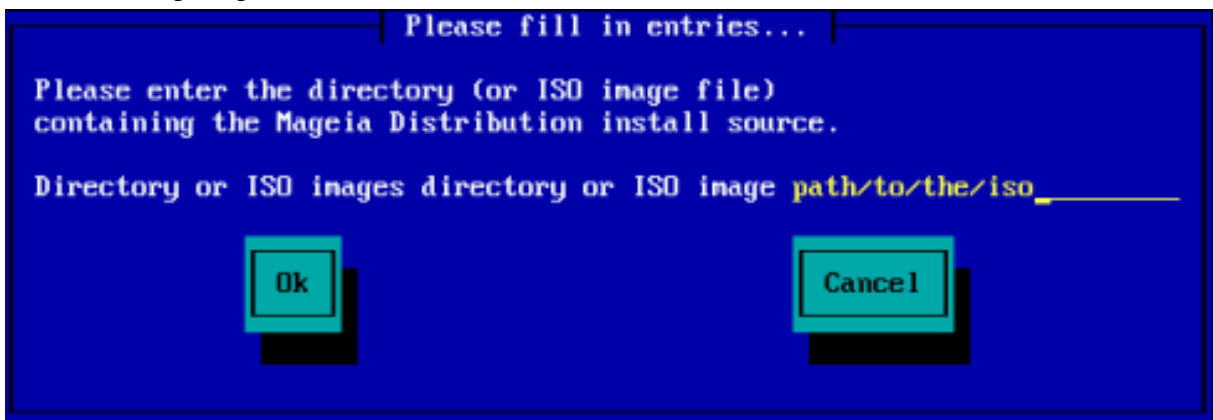 Please fill in entries...
Please enter the directory (or ISO image file)
containing the Mageia Distribution install source.
Directory or ISO images directory or ISO image path/to/the/iso_________
Ok Cancel